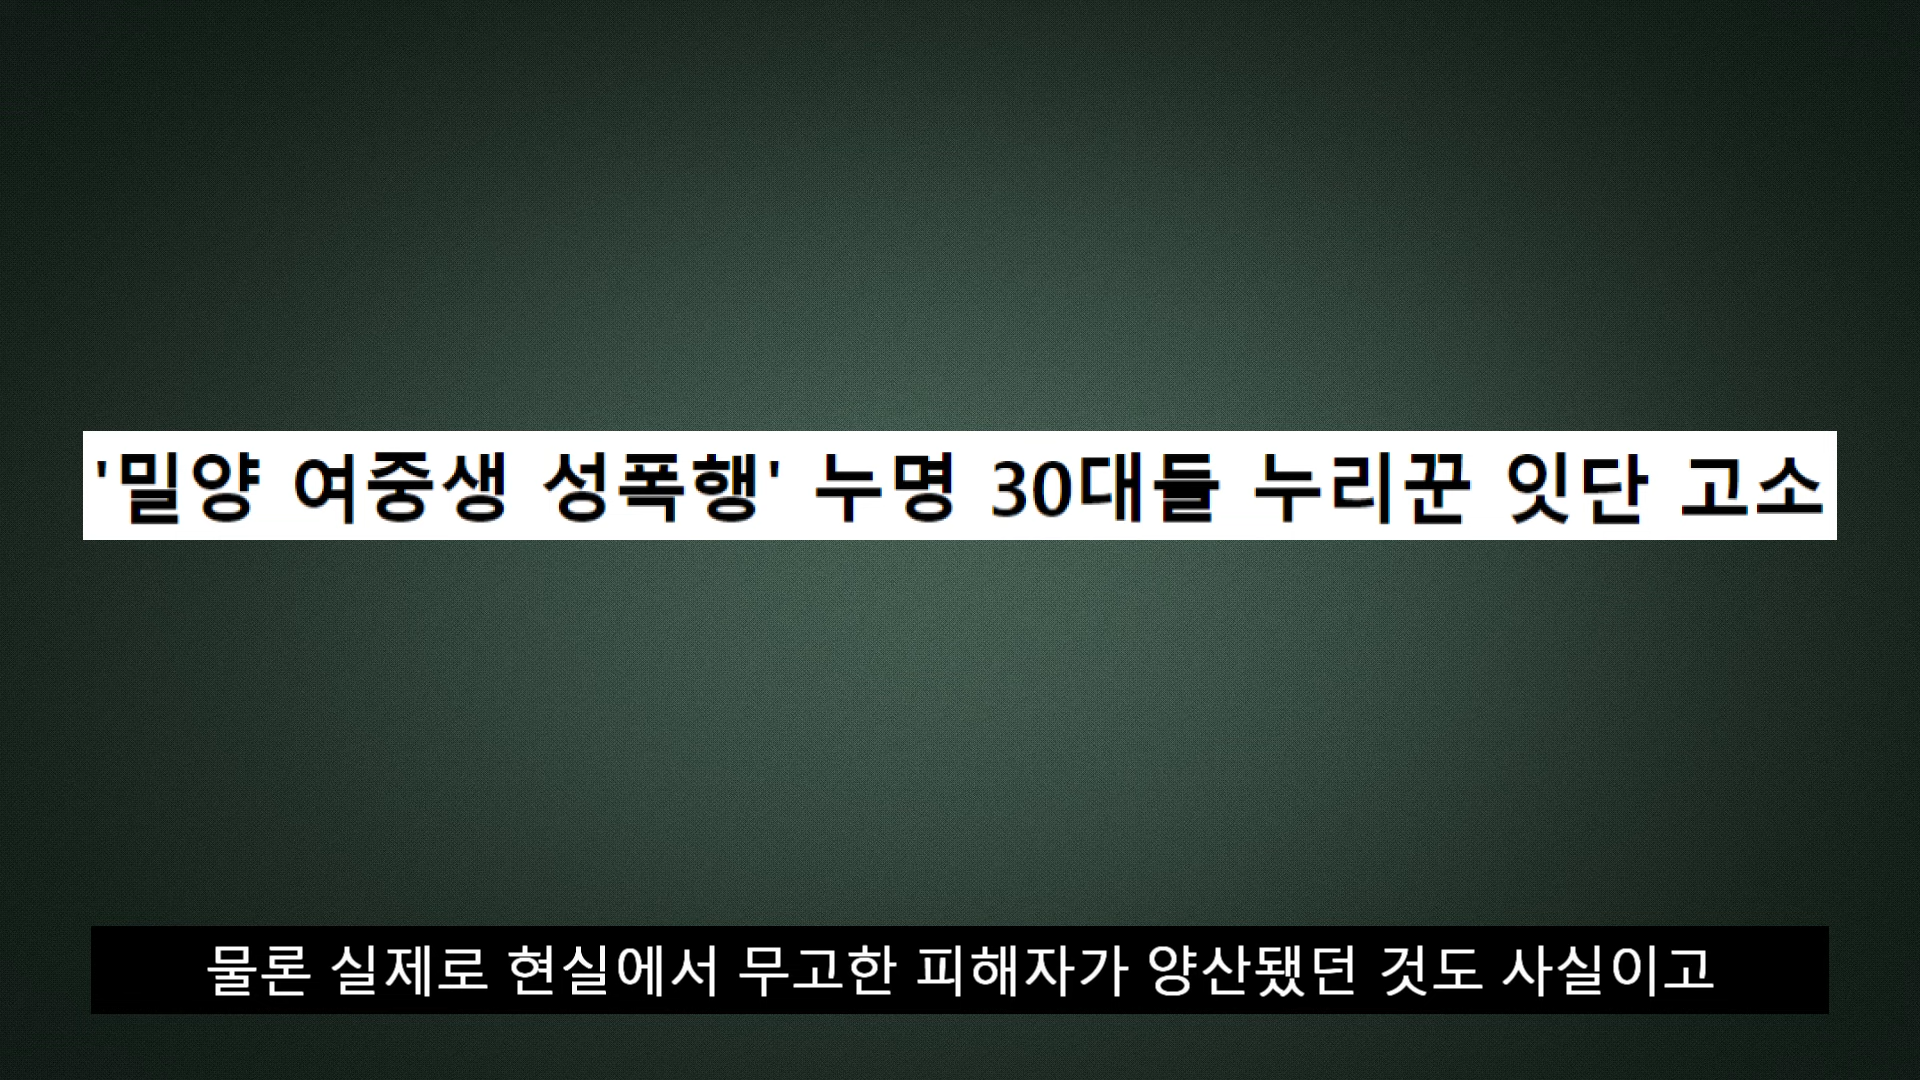 '밀양 여중생 성폭행' 누명 30대들 누리꾼 잇단 고소
물론 실제로 현실에서 무고한 피해자가 양산됐던 것도 사실이고